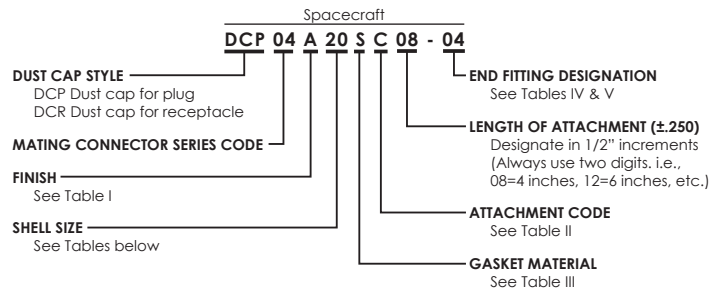 Spacecraft
DCP 04 A 20 S C 08 - 04
DUST CAP STYLE
DCP Dust cap for plug
DCR Dust cap for receptacle
MATING CONNECTOR SERIES CODE
FINISH
See Table I
SHELL SIZE
See Tables below
END FITTING DESIGNATION
See Tables IV & V
LENGTH OF ATTACHMENT (±.250)
Designate in 1/2" increments
(Always use two digits. i.e.,
08=4 inches, 12=6 inches, etc.)
ATTACHMENT CODE
See Table II
GASKET MATERIAL
See Table III